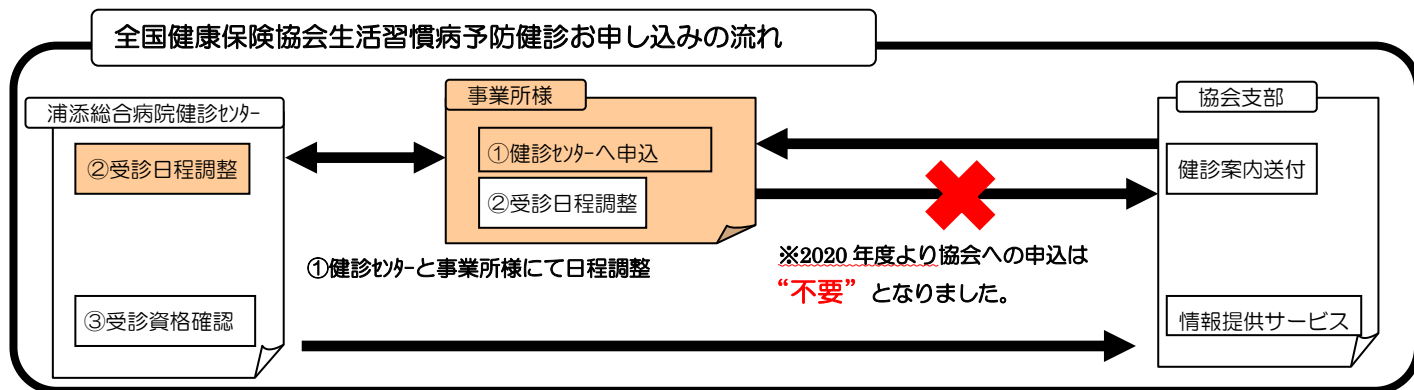 全国健康保険協会生活習慣病予防健診お申し込みの流れ
浦添総合病院健診ｾﾝﾀｰ
②受診日程調整
③受診資格確認
事業所様
①健診ｾﾝﾀｰへ申込
②受診日程調整
①健診ｾﾝﾀｰと事業所様にて日程調整
※2020 年度より協会への申込は
“不要” となりました。
協会支部
健診案内送付
情報提供サービス